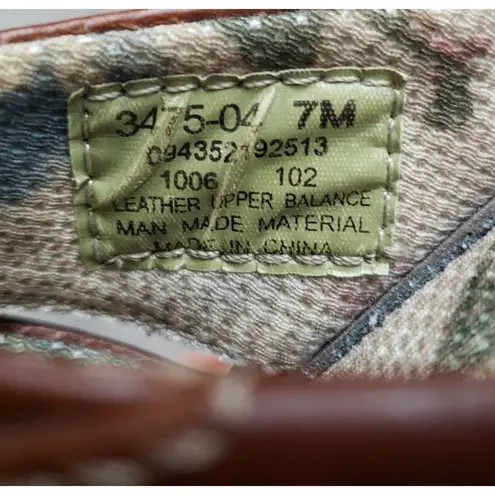 3475-04 7M
094352192513
1006 102
LEATHER UPPER BALANCE
MAN MADE MATERIAL
MADE IN CHINA